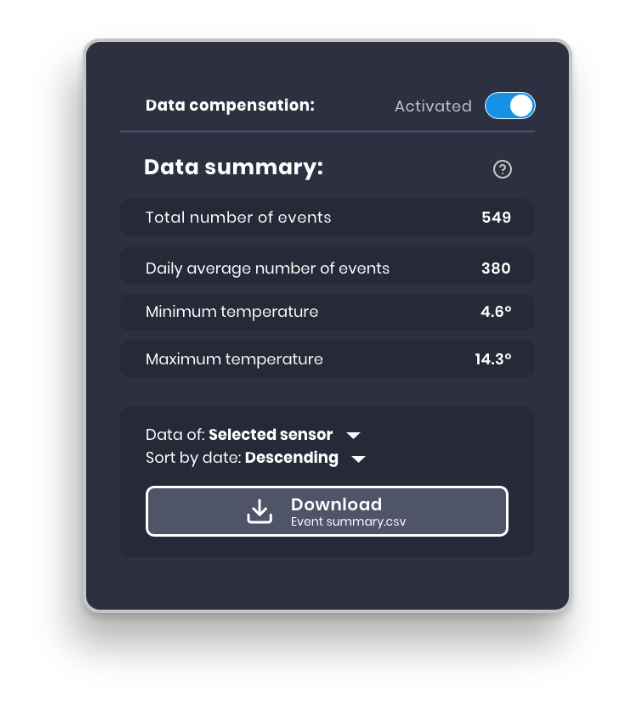 Data compensation: Activated
Data summary:
Total number of events 549
Daily average number of events 380
Minimum temperature 4.6°
Maximum temperature 14.3°
Data of: Selected sensor
Sort by date: Descending
Download
Event summary.csv